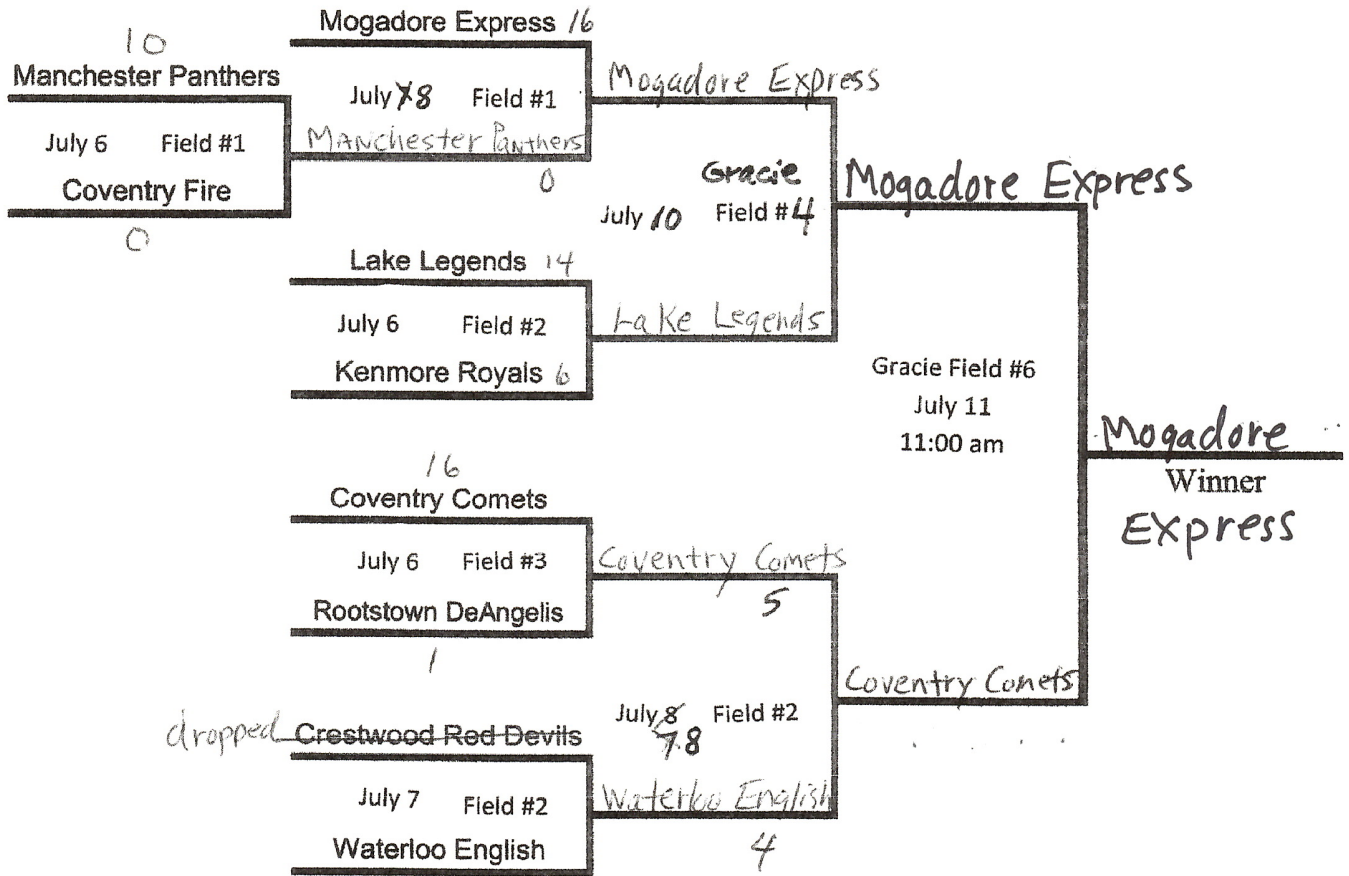 Mogadore Express 16
10
Manchester Panthers
July 78 Field #1
Mogadore Express
July 6 Field #1
Manchester Panthers
0
Coventry Fire
0
Gracie
July 10 Field #4
Mogadore Express
Lake Legends 14
July 6 Field #2
Lake Legends
Kenmore Royals 6
Gracie Field #6
July 11
11:00 am
Mogadore
Winner
Express
16
Coventry Comets
July 6 Field #3
Coventry Comets
5
Rootstown DeAngelis
1
Coventry Comets
dropped Crestwood Red Devils
July 8 Field #2
78
July 7 Field #2
Waterloo English
4
Waterloo English